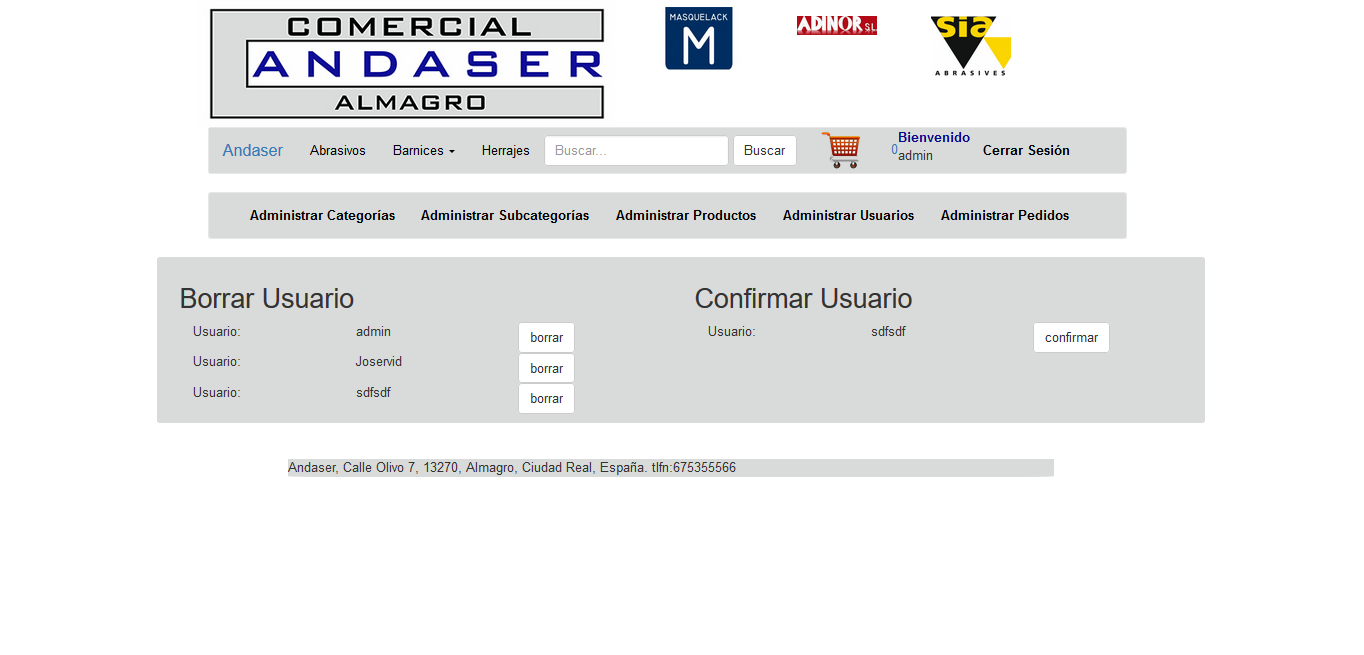 COMERCIAL
ANDASER
ALMAGRO
MASQUELACK
M
ADINOR SL
sia
ABRASIVES
Andaser Abrasivos Barnices Herrajes Buscar... Buscar 0 Bienvenido admin Cerrar Sesión
Administrar Categorías Administrar Subcategorías Administrar Productos Administrar Usuarios Administrar Pedidos
Borrar Usuario
Usuario: admin borrar
Usuario: Joservid borrar
Usuario: sdfsdf borrar
Confirmar Usuario
Usuario: sdfsdf confirmar
Andaser, Calle Olivo 7, 13270, Almagro, Ciudad Real, España. tlfn:675355566